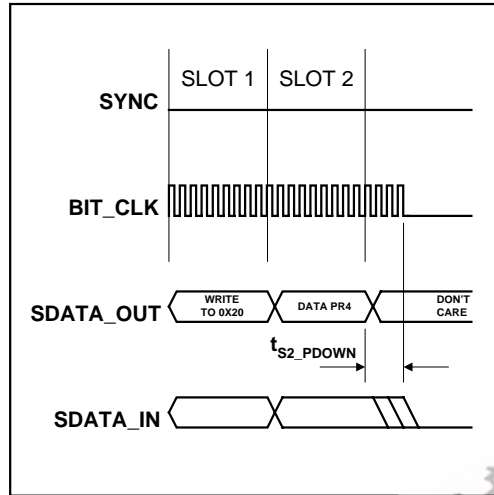 SLOT 1 SLOT 2
SYNC
BIT_CLK
SDATA_OUT
WRITE
TO 0X20
DATA PR4
DON'T
CARE
tS2_PDOWN
SDATA_IN